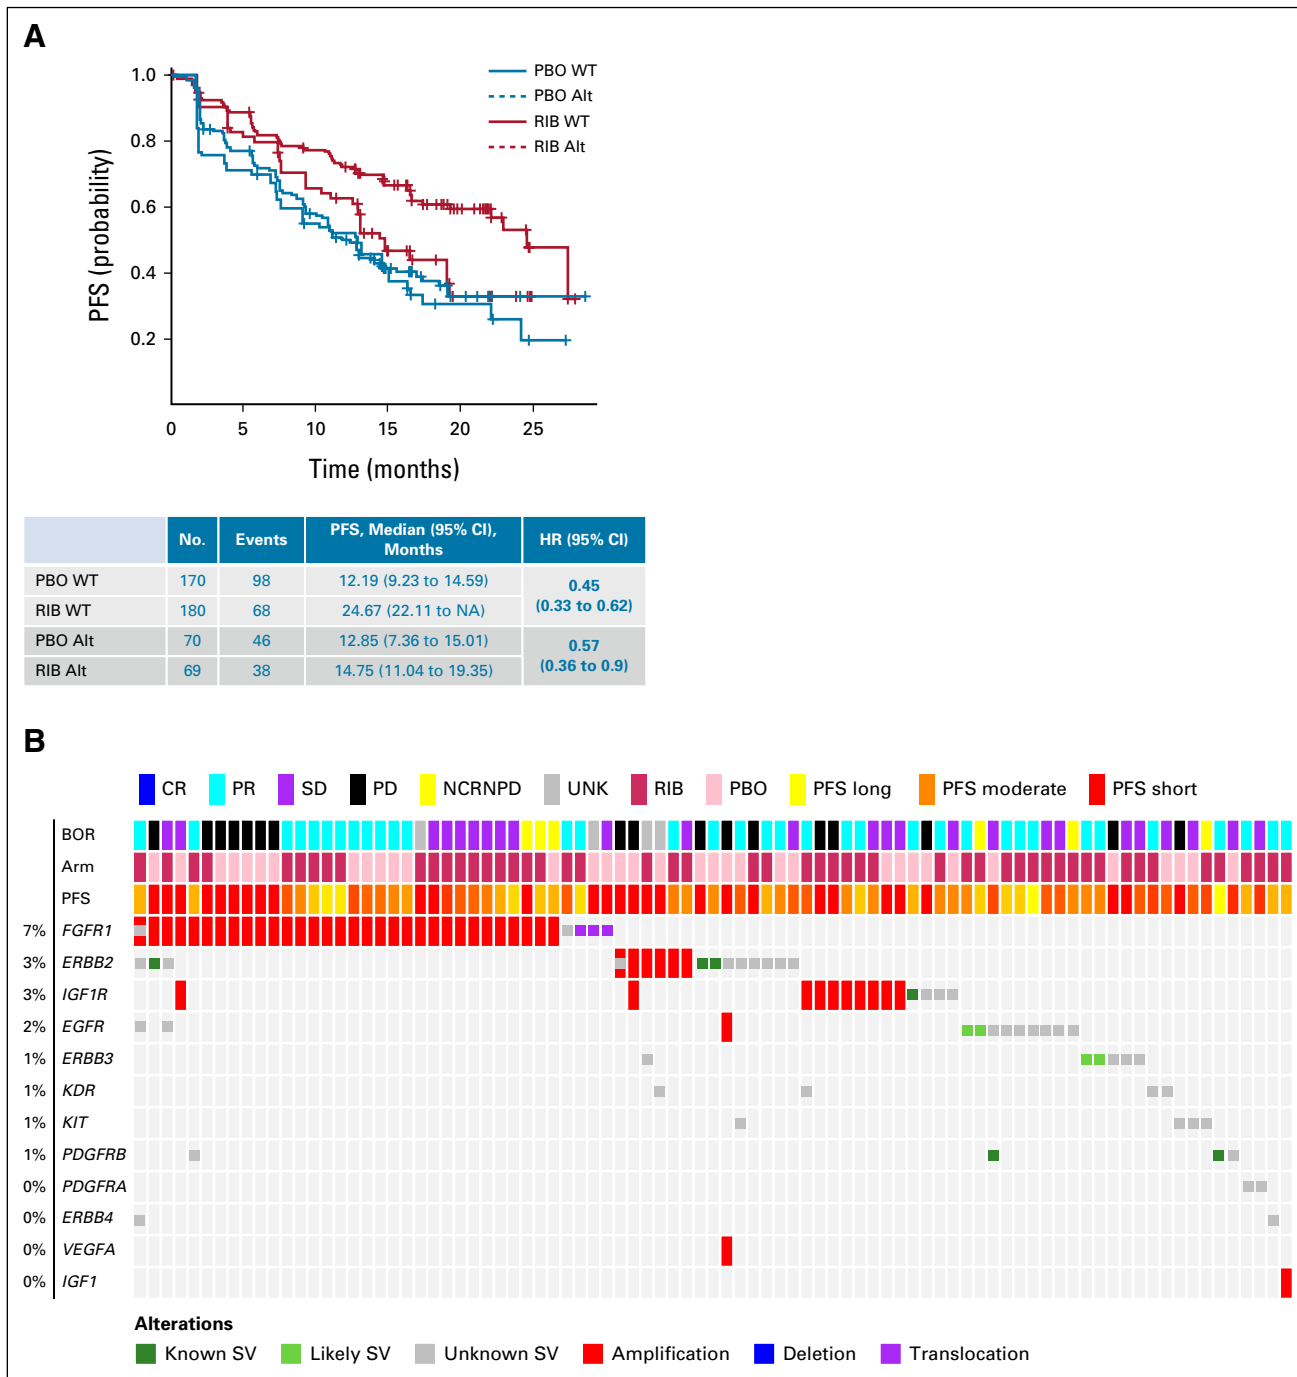 A
PFS (probability)
1.0
0.8
0.6
0.4
0.2
0 5 10 15 20 25
Time (months)
PBO WT
PBO Alt
RIB WT
RIB Alt
No. Events PFS, Median (95% CI), Months HR (95% CI)
PBO WT 170 98 12.19 (9.23 to 14.59) 0.45 (0.33 to 0.62)
RIB WT 180 68 24.67 (22.11 to NA)
PBO Alt 70 46 12.85 (7.36 to 15.01) 0.57 (0.36 to 0.9)
RIB Alt 69 38 14.75 (11.04 to 19.35)
B
CR PR SD PD NCRNPD UNK RIB PBO PFS long PFS moderate PFS short
BOR
Arm
PFS
7% FGFR1
3% ERBB2
3% IGF1R
2% EGFR
1% ERBB3
1% KDR
1% KIT
1% PDGFRB
0% PDGFRA
0% ERBB4
0% VEGFA
0% IGF1
Alterations
Known SV Likely SV Unknown SV Amplification Deletion Translocation